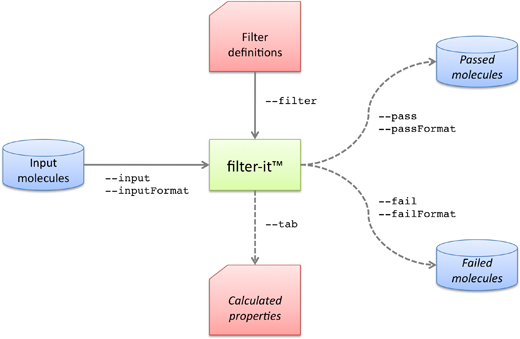 Filter
definitions
Passed
molecules
--filter
--pass
--passFormat
Input
molecules
filter-it™
--input
--inputFormat
--fail
--failFormat
--tab
Failed
molecules
Calculated
properties